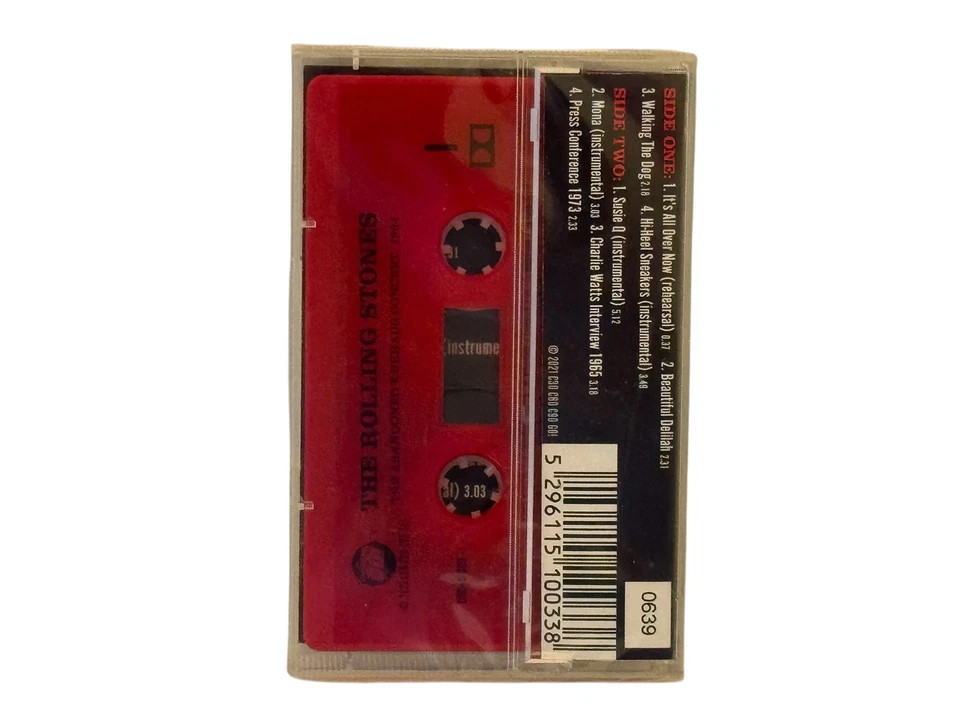 SIDE ONE: 1. It's All Over Now (rehearsal) 0.37 2. Beautiful Delilah 2.31
3. Walking The Dog 2.18 4. Hi-Heel Sneakers (instrumental) 3.49
SIDE TWO: 1. Susie Q (instrumental) 5.12
2. Mona (instrumental) 3.03 3. Charlie Watts Interview 1965 3.18
4. Press Conference 1973 2.33
© 2021 C30 C60 C90 GO!
5 296115 100338
0639
(instrume
al) 3.03
THE ROLLING STONES